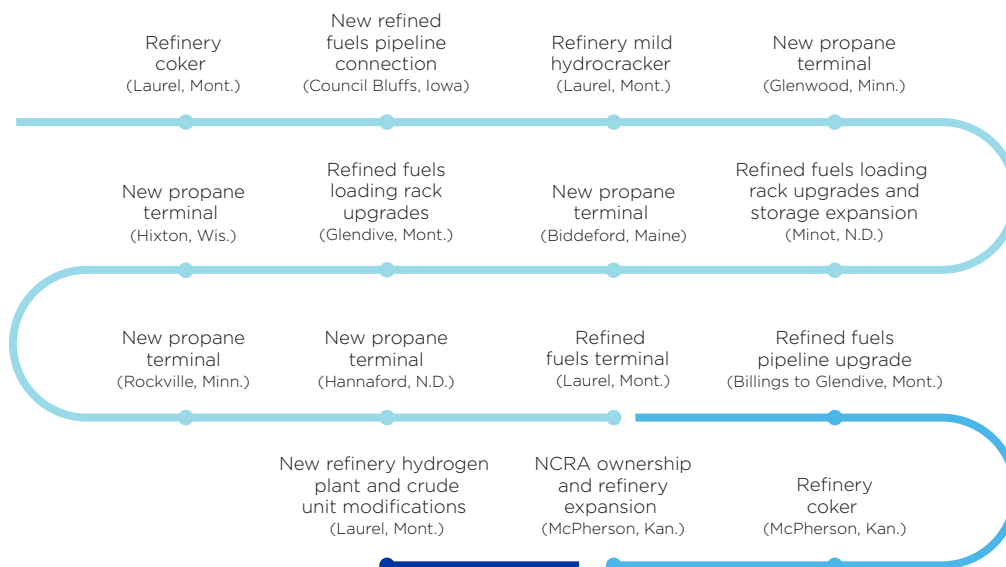 Refinery
coker
(Laurel, Mont.)
New refined
fuels pipeline
connection
(Council Bluffs, Iowa)
Refinery mild
hydrocracker
(Laurel, Mont.)
New propane
terminal
(Glenwood, Minn.)
New propane
terminal
(Hixton, Wis.)
Refined fuels
loading rack
upgrades
(Glendive, Mont.)
New propane
terminal
(Biddeford, Maine)
Refined fuels loading
rack upgrades and
storage expansion
(Minot, N.D.)
New propane
terminal
(Rockville, Minn.)
New propane
terminal
(Hannaford, N.D.)
Refined
fuels terminal
(Laurel, Mont.)
Refined fuels
pipeline upgrade
(Billings to Glendive, Mont.)
New refinery hydrogen
plant and crude
unit modifications
(Laurel, Mont.)
NCRA ownership
and refinery
expansion
(McPherson, Kan.)
Refinery
coker
(McPherson, Kan.)